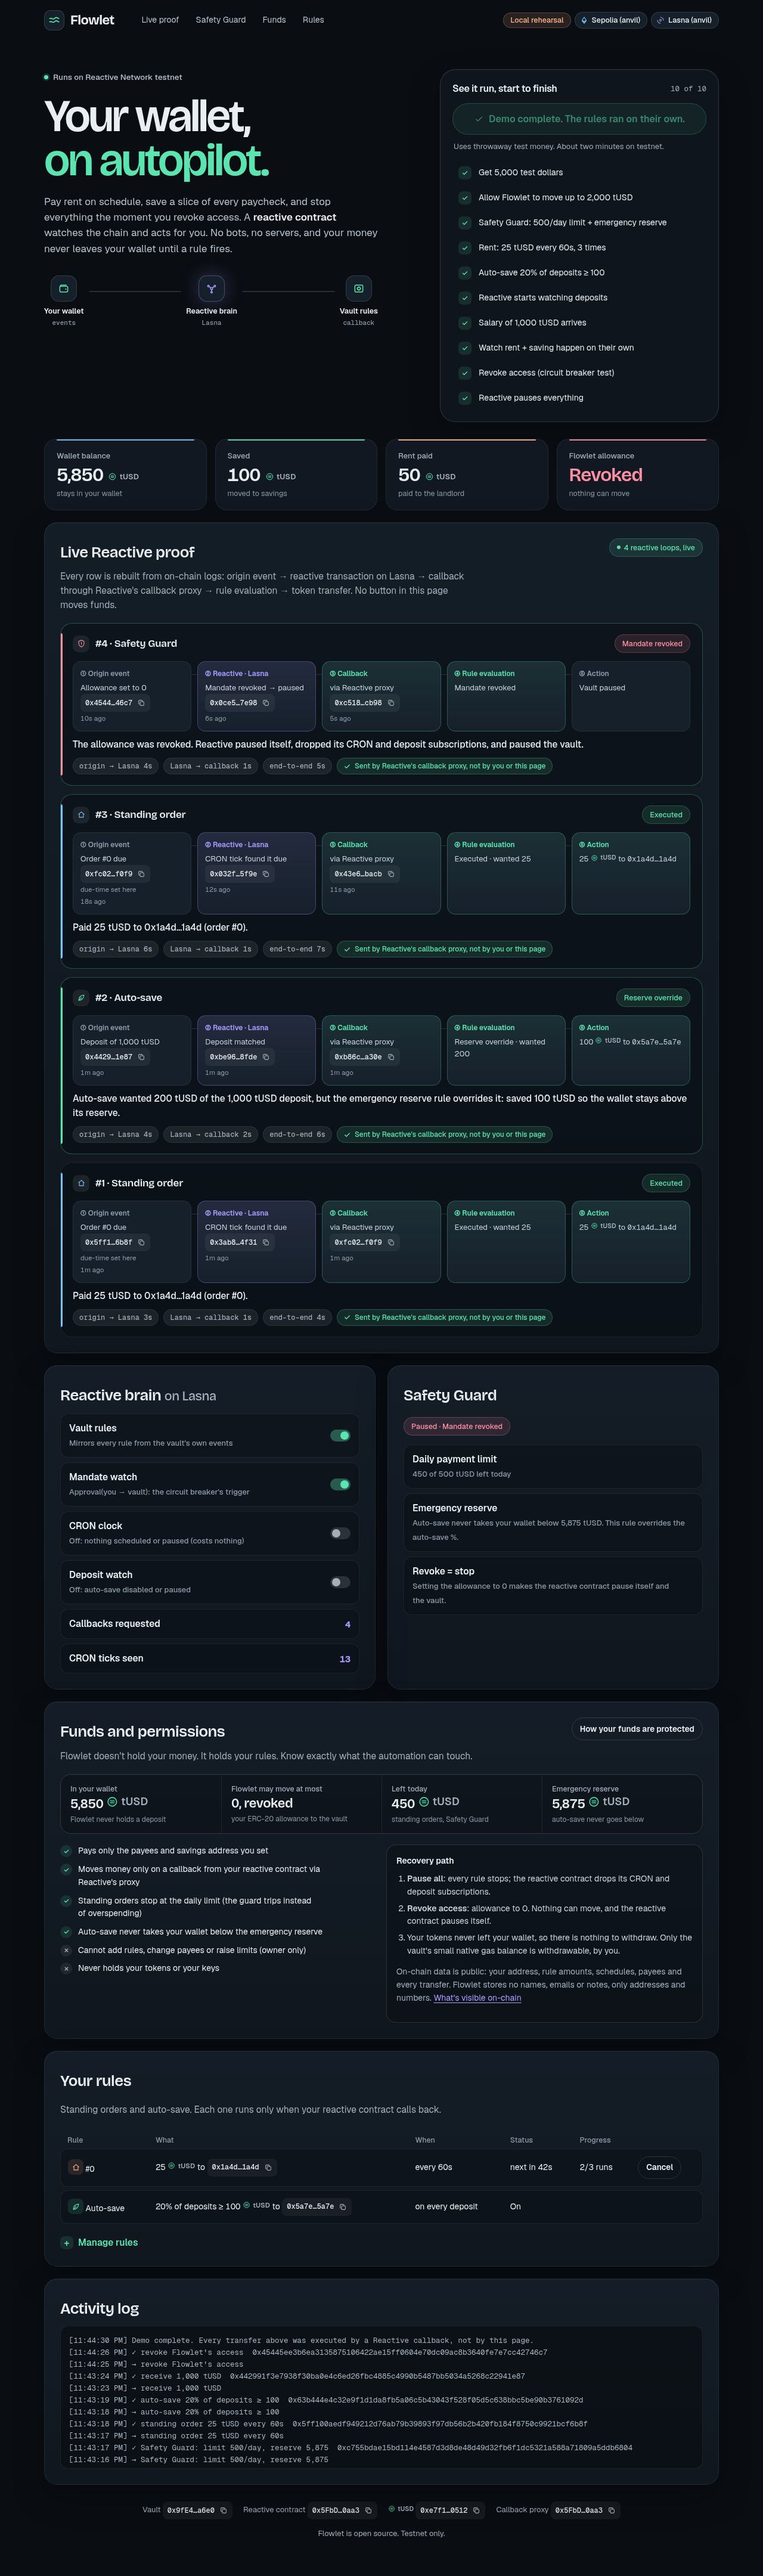 Flowlet
Live proof
Safety Guard
Funds
Rules
Local rehearsal
Sepolia (anvil)
Lasna (anvil)
Runs on Reactive Network testnet
Your wallet,
on autopilot.
Pay rent on schedule, save a slice of every paycheck, and stop
everything the moment you revoke access. A reactive contract
watches the chain and acts for you. No bots, no servers, and your money
never leaves your wallet until a rule fires.
Your wallet
events
Reactive brain
Lasna
Vault rules
callback
See it run, start to finish
10 of 10
✓ Demo complete. The rules ran on their own.
Uses throwaway test money. About two minutes on testnet.
Get 5,000 test dollars
Allow Flowlet to move up to 2,000 tUSD
Safety Guard: 500/day limit + emergency reserve
Rent: 25 tUSD every 60s, 3 times
Auto-save 20% of deposits ≥ 100
Reactive starts watching deposits
Salary of 1,000 tUSD arrives
Watch rent + saving happen on their own
Revoke access (circuit breaker test)
Reactive pauses everything
Wallet balance
5,850 tUSD
stays in your wallet
Saved
100 tUSD
moved to savings
Rent paid
50 tUSD
paid to the landlord
Flowlet allowance
Revoked
nothing can move
Live Reactive proof
4 reactive loops, live
Every row is rebuilt from on-chain logs: origin event → reactive transaction on Lasna → callback
through Reactive's callback proxy → rule evaluation → token transfer. No button in this page
moves funds.
#4 · Safety Guard
Mandate revoked
① Origin event
Allowance set to 0
0x4544…46c7
10s ago
② Reactive · Lasna
Mandate revoked → paused
0x0ce5…7e98
6s ago
③ Callback
via Reactive proxy
0xc518…cb98
5s ago
④ Rule evaluation
Mandate revoked
⑤ Action
Vault paused
The allowance was revoked. Reactive paused itself, dropped its CRON and deposit subscriptions, and paused the vault.
origin → Lasna 4s
Lasna → callback 1s
end-to-end 5s
✓ Sent by Reactive's callback proxy, not by you or this page
#3 · Standing order
Executed
① Origin event
Order #0 due
0xfc02…f0f9
due-time set here
18s ago
② Reactive · Lasna
CRON tick found it due
0x032f…5f9e
12s ago
③ Callback
via Reactive proxy
0x43e6…bacb
11s ago
④ Rule evaluation
Executed · wanted 25
⑤ Action
25 tUSD to 0x1a4d…1a4d
Paid 25 tUSD to 0x1a4d…1a4d (order #0).
origin → Lasna 6s
Lasna → callback 1s
end-to-end 7s
✓ Sent by Reactive's callback proxy, not by you or this page
#2 · Auto-save
Reserve override
① Origin event
Deposit of 1,000 tUSD
0x4429…1e87
1m ago
② Reactive · Lasna
Deposit matched
0xbe96…8fde
1m ago
③ Callback
via Reactive proxy
0xb86c…a30e
1m ago
④ Rule evaluation
Reserve override · wanted
200
⑤ Action
100 tUSD to 0x5a7e…5a7e
Auto-save wanted 200 tUSD of the 1,000 tUSD deposit, but the emergency reserve rule overrides it: saved 100 tUSD so the wallet stays above
its reserve.
origin → Lasna 4s
Lasna → callback 2s
end-to-end 6s
✓ Sent by Reactive's callback proxy, not by you or this page
#1 · Standing order
Executed
① Origin event
Order #0 due
0x5ff1…6b8f
due-time set here
1m ago
② Reactive · Lasna
CRON tick found it due
0x3ab8…4f31
1m ago
③ Callback
via Reactive proxy
0xfc02…f0f9
1m ago
④ Rule evaluation
Executed · wanted 25
⑤ Action
25 tUSD to 0x1a4d…1a4d
Paid 25 tUSD to 0x1a4d…1a4d (order #0).
origin → Lasna 3s
Lasna → callback 1s
end-to-end 4s
✓ Sent by Reactive's callback proxy, not by you or this page
Reactive brain on Lasna
Vault rules
Mirrors every rule from the vault's own events
Mandate watch
Approval(you → vault): the circuit breaker's trigger
CRON clock
Off: nothing scheduled or paused (costs nothing)
Deposit watch
Off: auto-save disabled or paused
Callbacks requested
4
CRON ticks seen
13
Safety Guard
Paused · Mandate revoked
Daily payment limit
450 of 500 tUSD left today
Emergency reserve
Auto-save never takes your wallet below 5,875 tUSD. This rule overrides the
auto-save %.
Revoke = stop
Setting the allowance to 0 makes the reactive contract pause itself and
the vault.
Funds and permissions
How your funds are protected
Flowlet doesn't hold your money. It holds your rules. Know exactly what the automation can touch.
In your wallet
5,850 tUSD
Flowlet never holds a deposit
Flowlet may move at most
0, revoked
your ERC-20 allowance to the vault
Left today
450 tUSD
standing orders, Safety Guard
Emergency reserve
5,875 tUSD
auto-save never goes below
Pays only the payees and savings address you set
Moves money only on a callback from your reactive contract via
Reactive's proxy
Standing orders stop at the daily limit (the guard trips instead
of overspending)
Auto-save never takes your wallet below the emergency reserve
Cannot add rules, change payees or raise limits (owner only)
Never holds your tokens or your keys
Recovery path
1. Pause all: every rule stops; the reactive contract drops its CRON and
deposit subscriptions.
2. Revoke access: allowance to 0. Nothing can move, and the reactive
contract pauses itself.
3. Your tokens never left your wallet, so there is nothing to withdraw. Only the
vault's small native gas balance is withdrawable, by you.
On-chain data is public: your address, rule amounts, schedules, payees and
every transfer. Flowlet stores no names, emails or notes, only addresses and
numbers. What's visible on-chain
Your rules
Standing orders and auto-save. Each one runs only when your reactive contract calls back.
Rule
What
When
Status
Progress
#0
25 tUSD to 0x1a4d…1a4d
every 60s
next in 42s
2/3 runs
Cancel
Auto-save
20% of deposits ≥ 100 tUSD to 0x5a7e…5a7e
on every deposit
On
+ Manage rules
Activity log
[11:44:30 PM] Demo complete. Every transfer above was executed by a Reactive callback, not by this page.
[11:44:26 PM] ✓ revoke Flowlet's access 0x45445ee3b6ea3135875106422ae15ff0604e70dc09ac8b3640fe7e7cc42746c7
[11:44:25 PM] → revoke Flowlet's access
[11:43:24 PM] ✓ receive 1,000 tUSD 0x442991f3e7938f30ba0e4c6ed26fbc4885c4990b5487bb5034a5268c22941e87
[11:43:23 PM] → receive 1,000 tUSD
[11:43:19 PM] ✓ auto-save 20% of deposits ≥ 100 0x63b444e4c32e9f1d1da8fb5a06c5b43043f528f05d5c638bbc5be90b3761092d
[11:43:18 PM] → auto-save 20% of deposits ≥ 100
[11:43:18 PM] ✓ standing order 25 tUSD every 60s 0x5ff100aedf949212d76ab79b39893f97db56b2b420fb184f8750c9921bcf6b8f
[11:43:17 PM] → standing order 25 tUSD every 60s
[11:43:17 PM] ✓ Safety Guard: limit 500/day, reserve 5,875 0xc755bdae15bd114e4587d3d8de48d49d32fb6f1dc5321a588a71809a5ddb6804
[11:43:16 PM] → Safety Guard: limit 500/day, reserve 5,875
Vault 0x9fE4…a6e0
Reactive contract 0x5FbD…0aa3
tUSD 0xe7f1…0512
Callback proxy 0x5FbD…0aa3
Flowlet is open source. Testnet only.